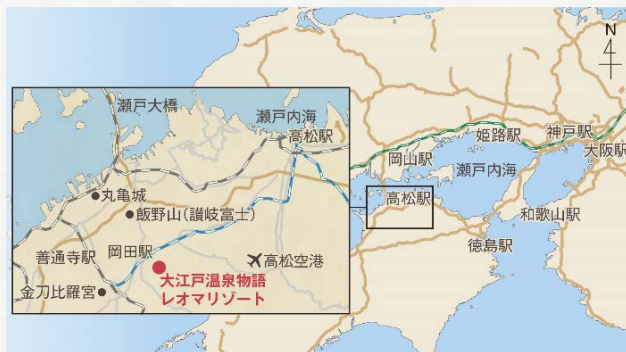 N
瀬戸大橋
瀬戸内海
高松駅
丸亀城
飯野山(讃岐富士)
岡田駅
善通寺駅
高松空港
大江戸温泉物語
レオマリゾート
金刀比羅宮
姫路駅
神戸駅
大阪駅
岡山駅
瀬戸内海
高松駅
和歌山駅
徳島駅